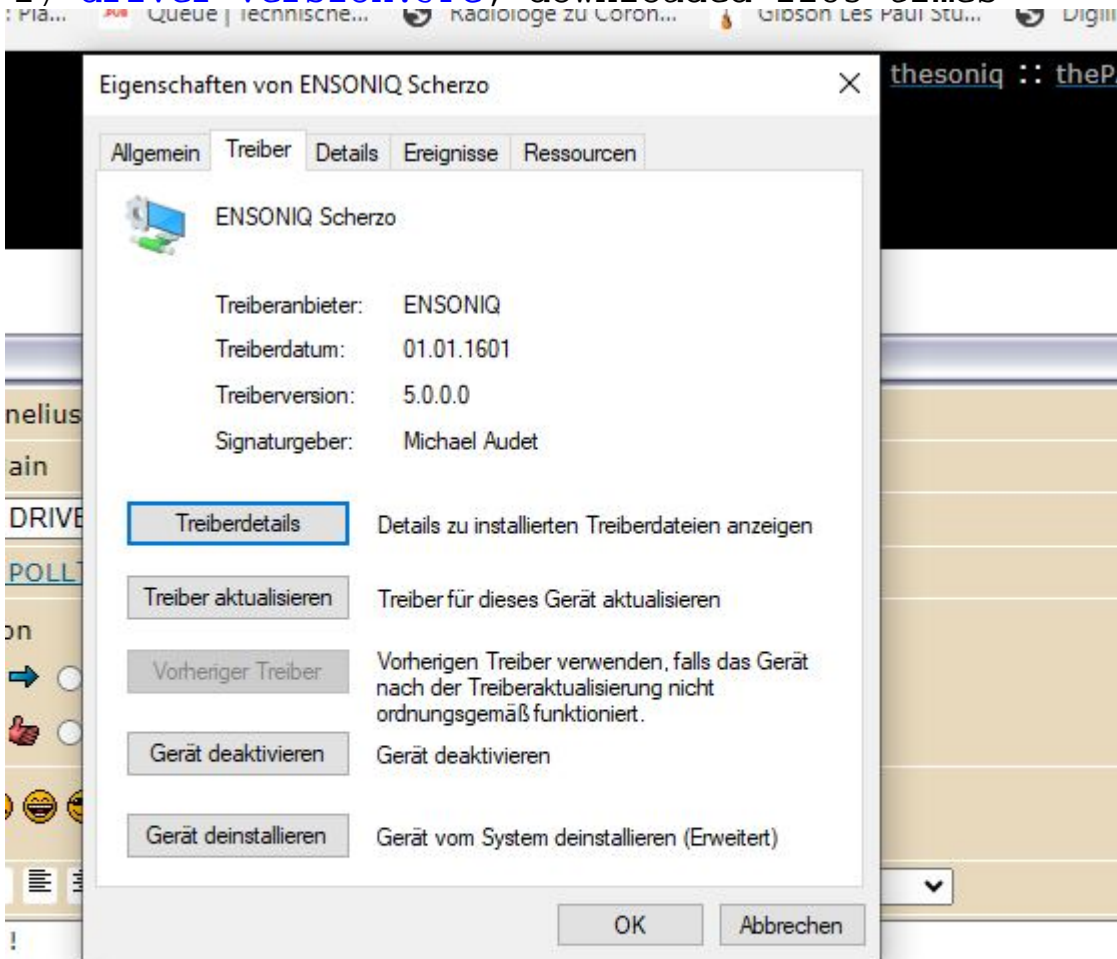 Queue | Technische... Radiologe zu Coron... Gibson Les Paul Stu...
Eigenschaften von ENSONIQ Scherzo
thesoniq :: theP
Allgemein Treiber Details Ereignisse Ressourcen
ENSONIQ Scherzo
Treiberanbieter: ENSONIQ
Treiberdatum: 01.01.1601
Treiberversion: 5.0.0.0
nelius
Signaturgeber: Michael Audet
ain
DRIVE
Treiberdetails Details zu installierten Treiberdateien anzeigen
POLL
Treiber aktualisieren Treiber für dieses Gerät aktualisieren
on
Vorheriger Treiber Vorherigen Treiber verwenden, falls das Gerät
nach der Treiberaktualisierung nicht
ordnungsgemäß funktioniert.
Gerät deaktivieren Gerät deaktivieren
Gerät deinstallieren Gerät vom System deinstallieren (Erweitert)
OK Abbrechen
!